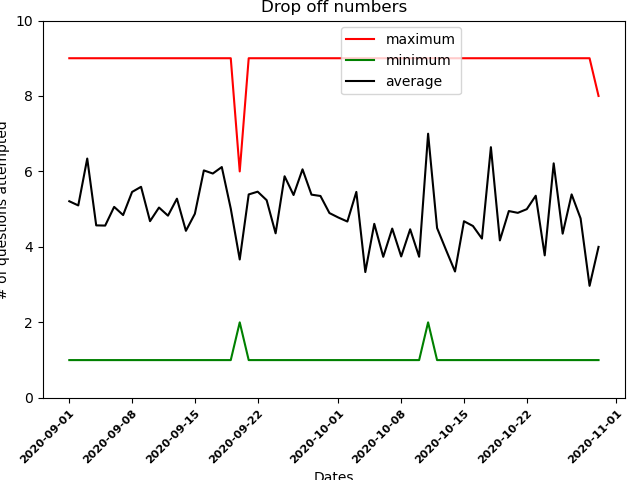 Drop off numbers
# of questions attempted
10
8
6
4
2
0
maximum
minimum
average
2020-09-01
2020-09-08
2020-09-15
2020-09-22
2020-10-01
2020-10-08
2020-10-15
2020-10-22
2020-11-01
Dates